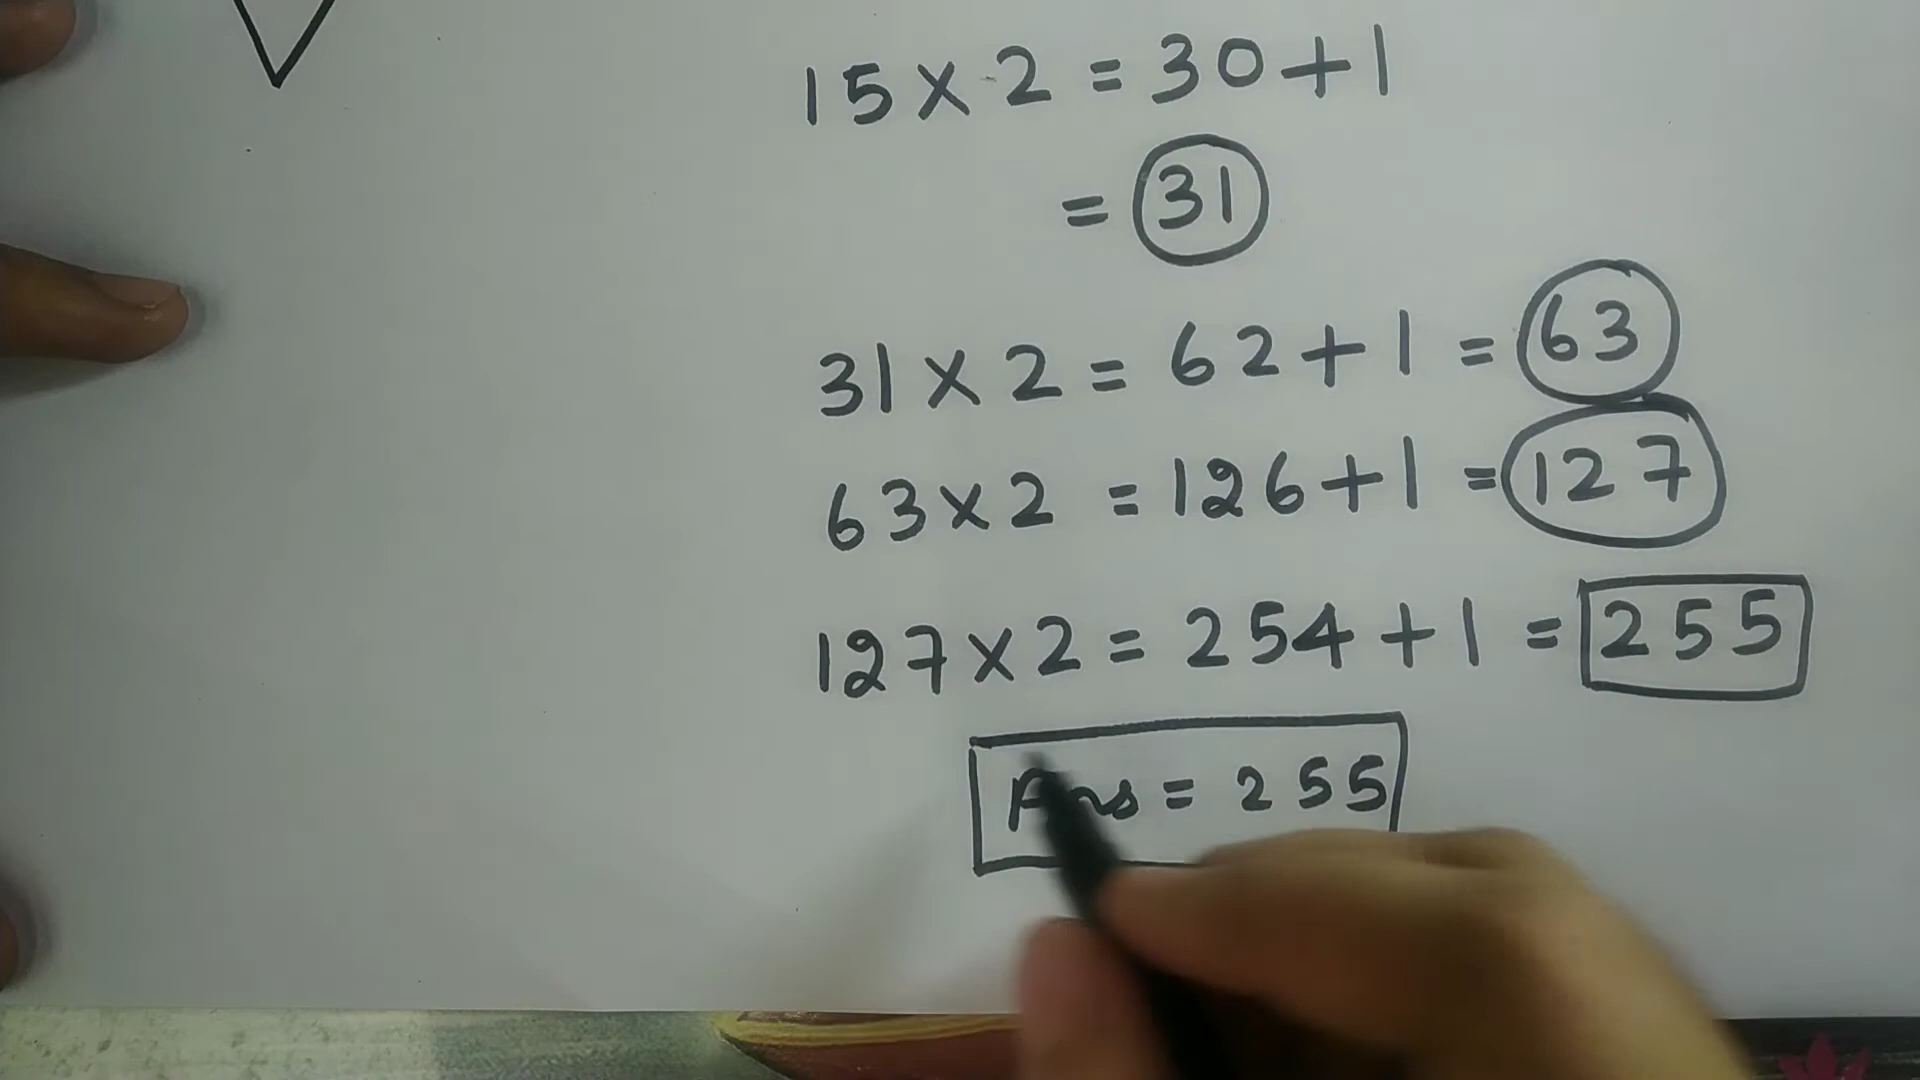 15 × 2 = 30 + 1
= 31
31 × 2 = 62 + 1 = 63
63 × 2 = 126 + 1 = 127
127 × 2 = 254 + 1 = 255
Ans = 255